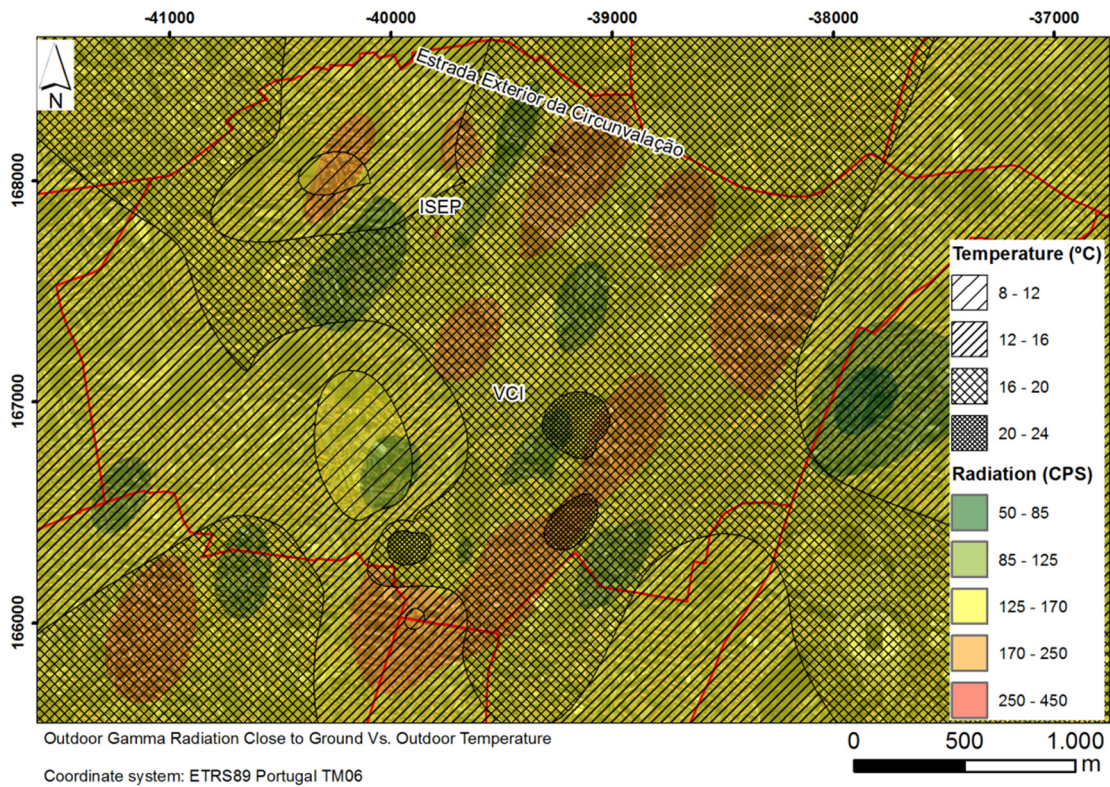 -41000 -40000 -39000 -38000 -37000
N
Estrada Exterior da Circunvalação
168000
ISEP
Temperature (ºC)
8 - 12
12 - 16
167000
VCI
16 - 20
20 - 24
Radiation (CPS)
50 - 85
85 - 125
166000
125 - 170
170 - 250
250 - 450
Outdoor Gamma Radiation Close to Ground Vs. Outdoor Temperature
0 500 1.000
m
Coordinate system: ETRS89 Portugal TM06